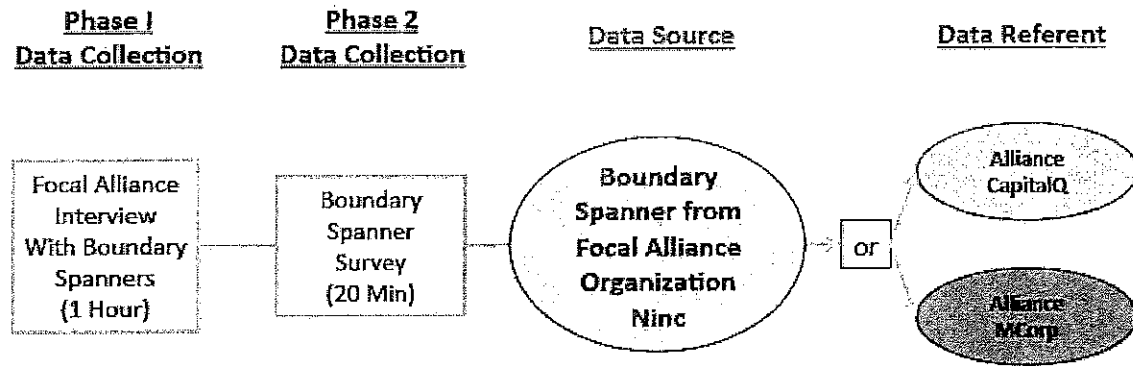 Phase I
Data Collection
Phase 2
Data Collection
Data Source
Data Referent
Focal Alliance
Interview
With Boundary
Spanners
(1 Hour)
Boundary
Spanner
Survey
(20 Min)
Boundary
Spanner from
Focal Alliance
Organization
Ninc
or
Alliance
CapitalQ
Alliance
MCorp